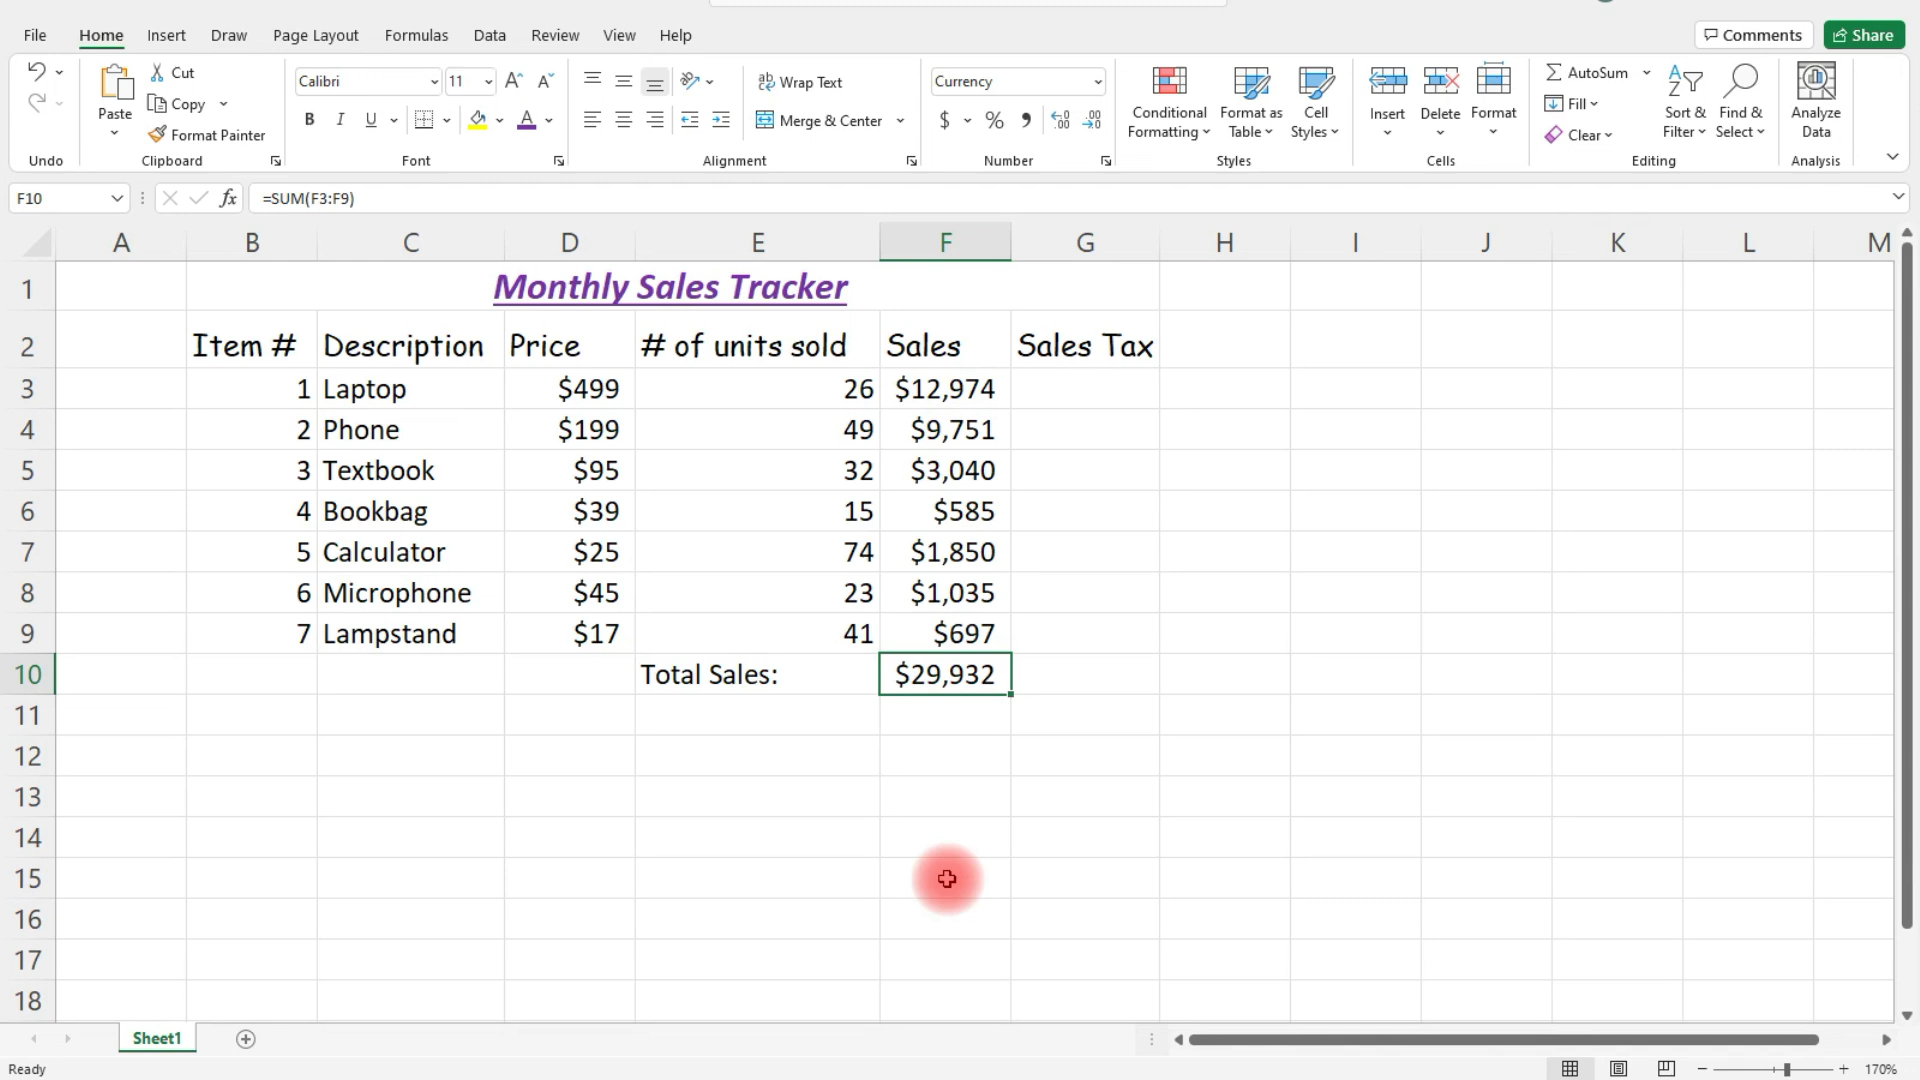 File Home Insert Draw Page Layout Formulas Data Review View Help Comments Share
Cut
Copy
Format Painter
Paste
Undo
Clipboard
Calibri 11
B I U
A A
Font
Wrap Text
Merge & Center
Alignment
Currency
$ % 9
Number
Conditional Formatting
Format as Table
Cell Styles
Styles
Insert Delete Format
Cells
AutoSum
Fill
Clear
Sort & Filter
Find & Select
Editing
Analyze Data
Analysis
F10 fx =SUM(F3:F9)
A B C D E F G H I J K L M
1 Monthly Sales Tracker
2 Item # Description Price # of units sold Sales Sales Tax
3 1 Laptop $499 26 $12,974
4 2 Phone $199 49 $9,751
5 3 Textbook $95 32 $3,040
6 4 Bookbag $39 15 $585
7 5 Calculator $25 74 $1,850
8 6 Microphone $45 23 $1,035
9 7 Lampstand $17 41 $697
10 Total Sales: $29,932
11
12
13
14
15
16
17
18
Sheet1
Ready 170%